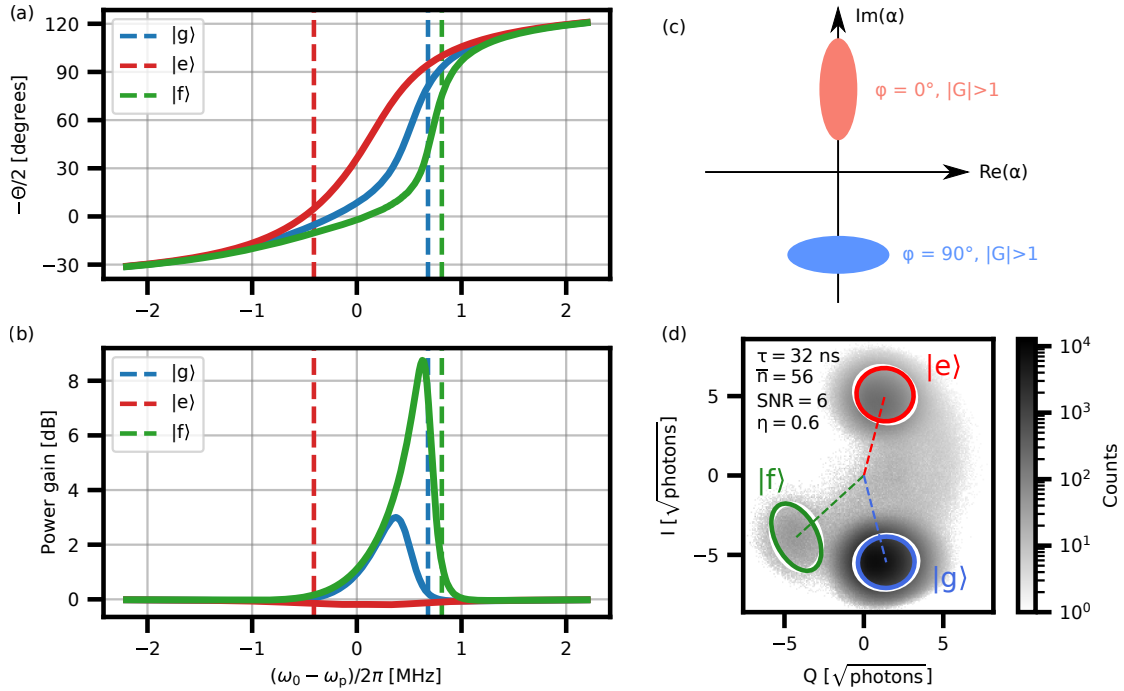 (a)
120
90
60
30
0
−30
−Θ/2 [degrees]
|g⟩
|e⟩
|f⟩
−2
−1
0
1
2
(b)
8
6
4
2
0
Power gain [dB]
|g⟩
|e⟩
|f⟩
−2
−1
0
1
2
(ω₀ − ωₚ)/2π [MHz]
(c)
Im(α)
φ = 0°, |G|>1
Re(α)
φ = 90°, |G|>1
(d)
τ = 32 ns
n̅ = 56
SNR = 6
η = 0.6
|e⟩
|f⟩
|g⟩
5
0
−5
I [√photons]
−5
0
5
Q [√photons]
10⁴
10³
10²
10¹
10⁰
Counts